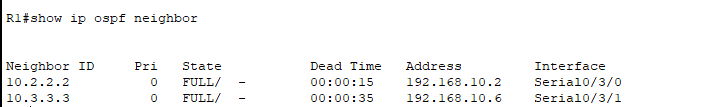 R1#show ip ospf neighbor
Neighbor ID     Pri   State           Dead Time   Address         Interface
10.2.2.2          0   FULL/  -        00:00:15    192.168.10.2    Serial0/3/0
10.3.3.3          0   FULL/  -        00:00:35    192.168.10.6    Serial0/3/1